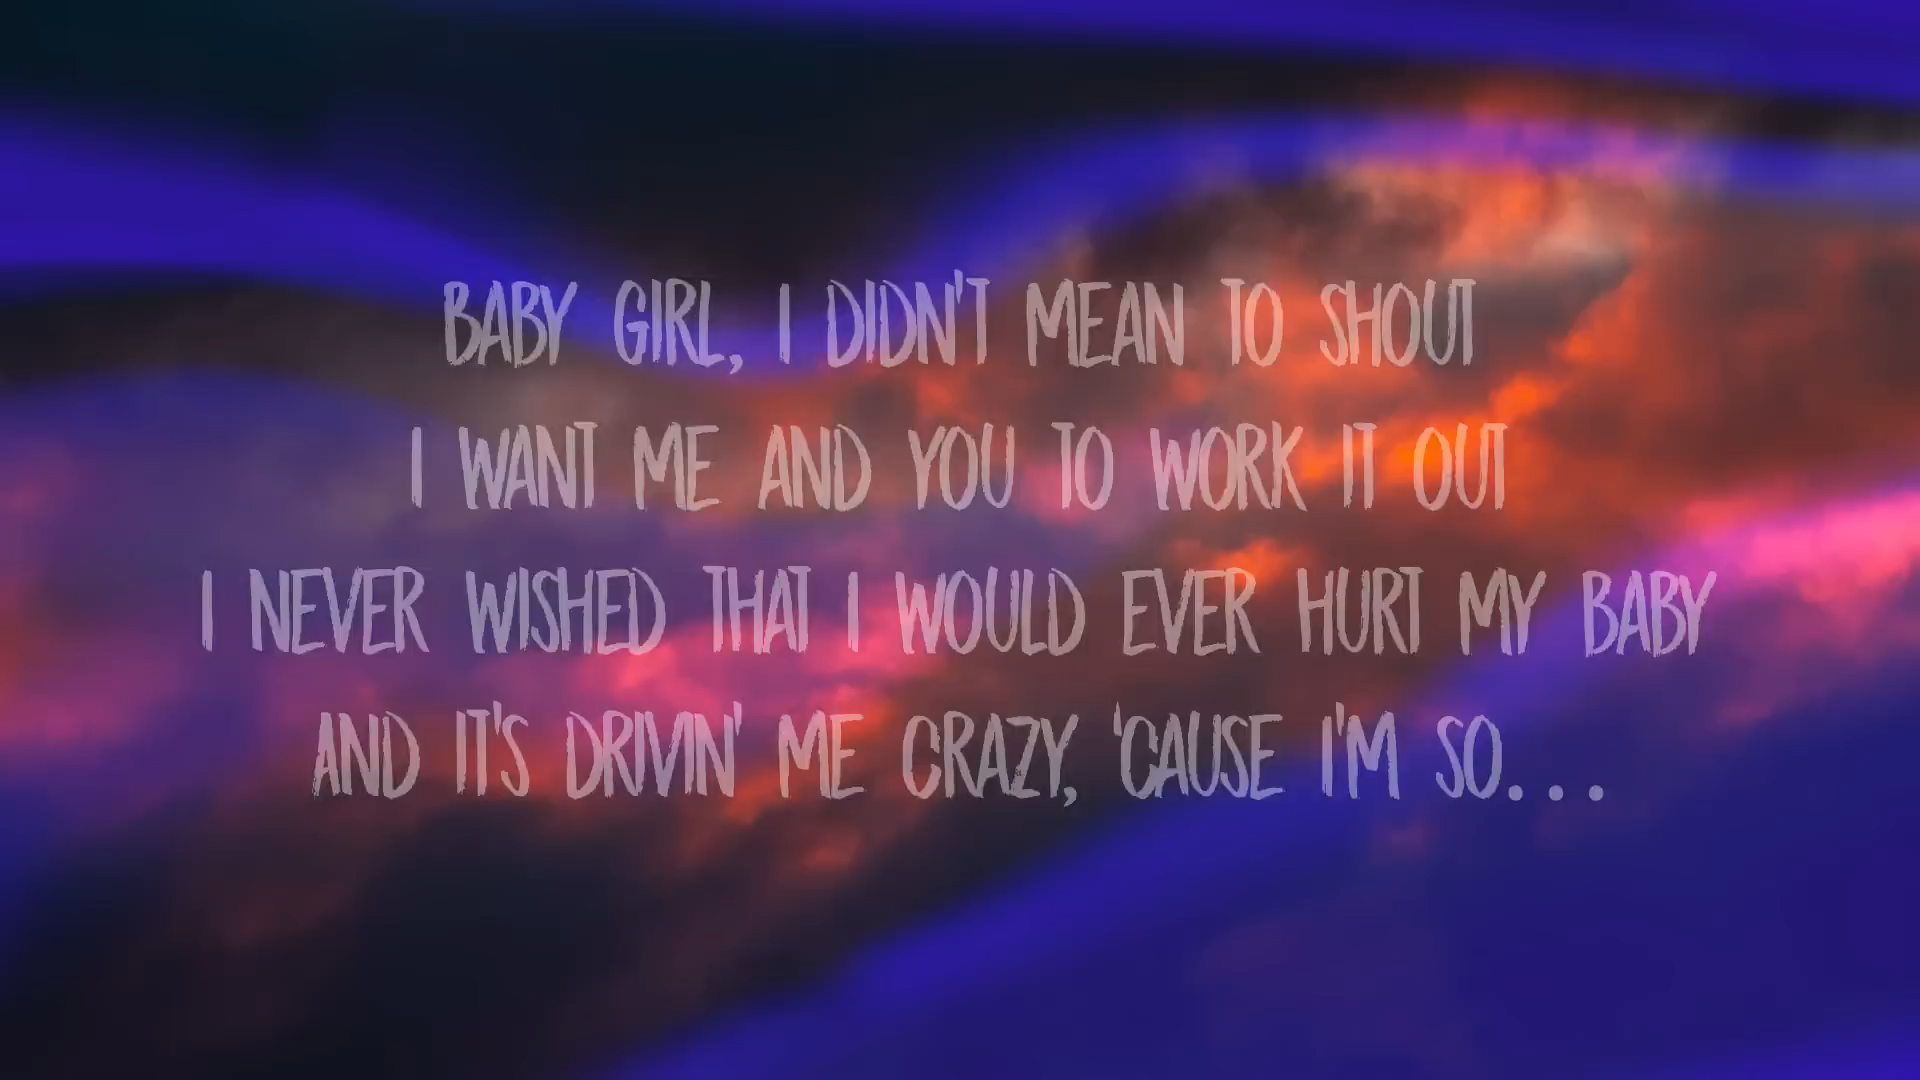 BABY GIRL, I DIDN'T MEAN TO SHOUT
I WANT ME AND YOU TO WORK IT OUT
I NEVER WISHED THAT I WOULD EVER HURT MY BABY
AND IT'S DRIVIN' ME CRAZY, 'CAUSE I'M SO...